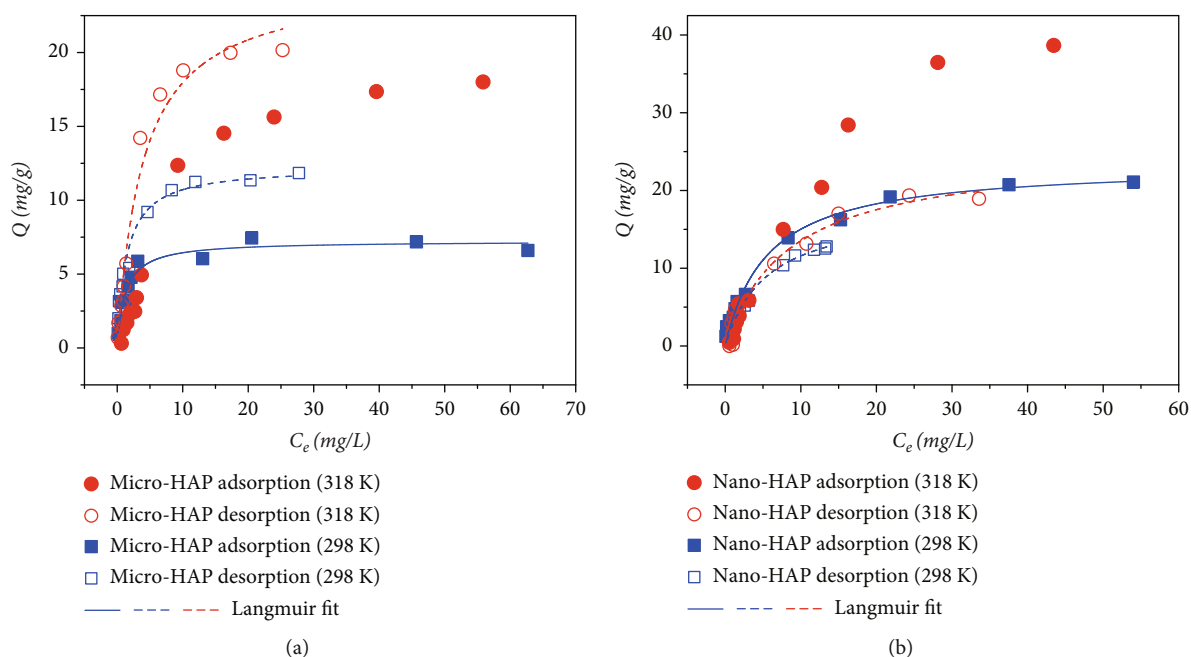 20
15
10
5
0
Q (mg/g)
0 10 20 30 40 50 60 70
C_e (mg/L)
Micro-HAP adsorption (318 K)
Micro-HAP desorption (318 K)
Micro-HAP adsorption (298 K)
Micro-HAP desorption (298 K)
Langmuir fit
(a)
40
30
20
10
0
Q (mg/g)
0 10 20 30 40 50 60
C_e (mg/L)
Nano-HAP adsorption (318 K)
Nano-HAP desorption (318 K)
Nano-HAP adsorption (298 K)
Nano-HAP desorption (298 K)
Langmuir fit
(b)